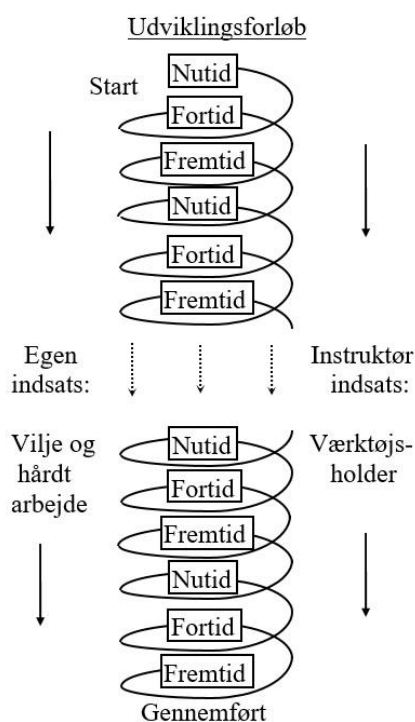 Udviklingsforløb
Nutid
Start
Fortid
Fremtid
Nutid
Fortid
Fremtid
Egen
indsats:
Instruktør
indsats:
Vilje og
hårdt
arbejde
Værktøjs-
holder
Nutid
Fortid
Fremtid
Nutid
Fortid
Fremtid
Gennemført